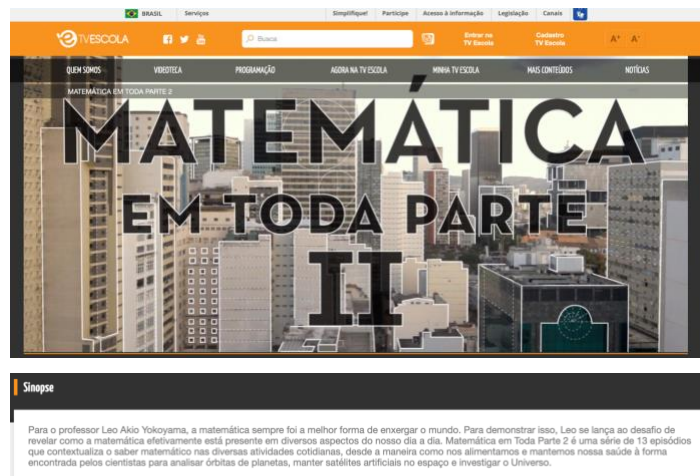 BRASIL Serviços Simplifique! Participe Acesso à informação Legislação Canais
TVESCOLA Busca Entrar no TV Escola Cadastro TV Escola A+ A-
QUEM SOMOS VIDEOTECA PROGRAMAÇÃO AGORA NA TV ESCOLA MINHA TV ESCOLA MAIS CONTEÚDOS NOTÍCIAS
MATEMÁTICA EM TODA PARTE 2
MATEMÁTICA
EM TODA PARTE
II
Sinopse
Para o professor Leo Akio Yokoyama, a matemática sempre foi a melhor forma de enxergar o mundo. Para demonstrar isso, Leo se lança ao desafio de
revelar como a matemática efetivamente está presente em diversos aspectos do nosso dia a dia. Matemática em Toda Parte 2 é uma série de 13 episódios
que contextualiza o saber matemático nas diversas atividades cotidianas, desde a maneira como nos alimentamos e mantemos nossa saúde à forma
encontrada pelos cientistas para analisar órbitas de planetas, manter satélites artificiais no espaço e investigar o Universo.